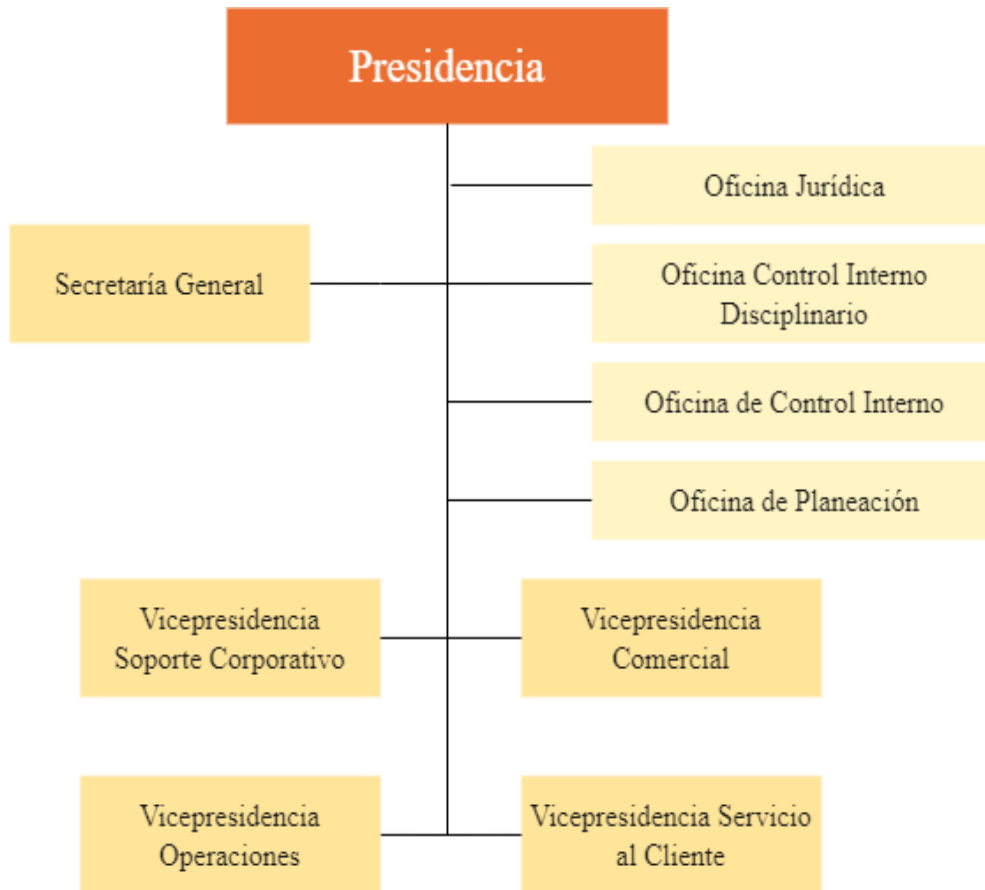 Presidencia
Oficina Jurídica
Secretaría General
Oficina Control Interno
Disciplinario
Oficina de Control Interno
Oficina de Planeación
Vicepresidencia
Soporte Corporativo
Vicepresidencia
Comercial
Vicepresidencia
Operaciones
Vicepresidencia Servicio
al Cliente